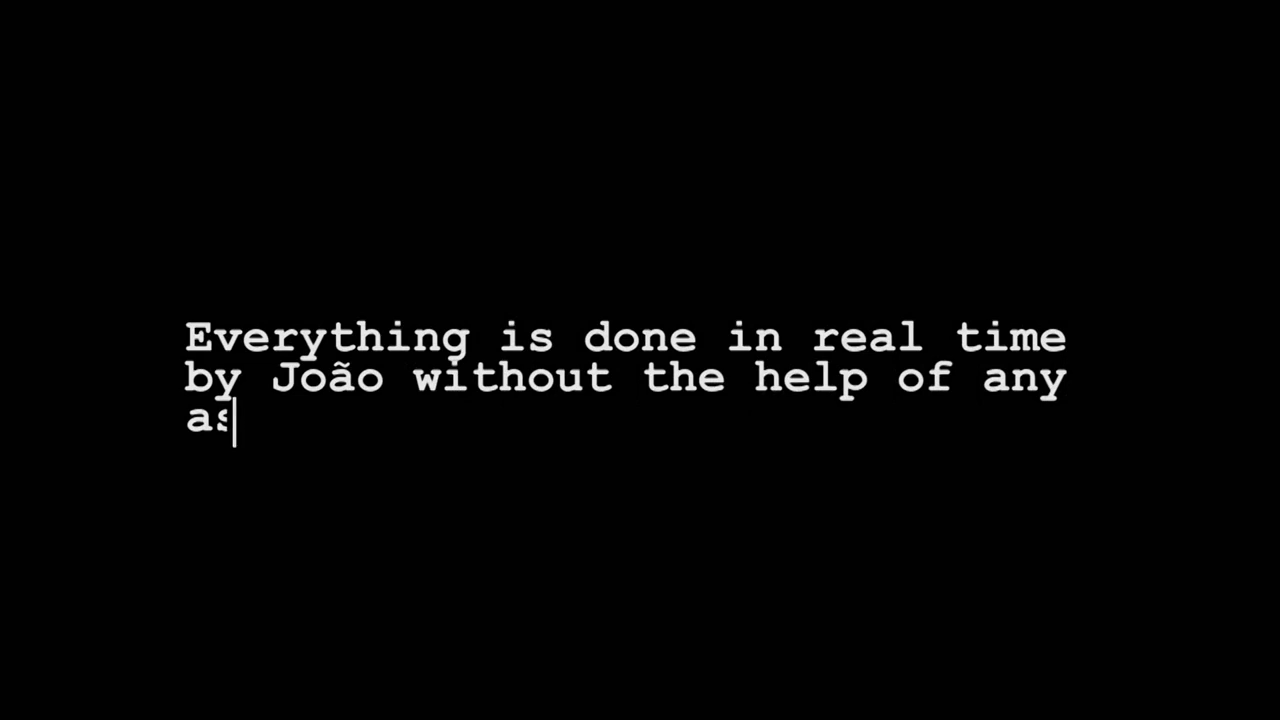 Everything is done in real time
by João without the help of any
as